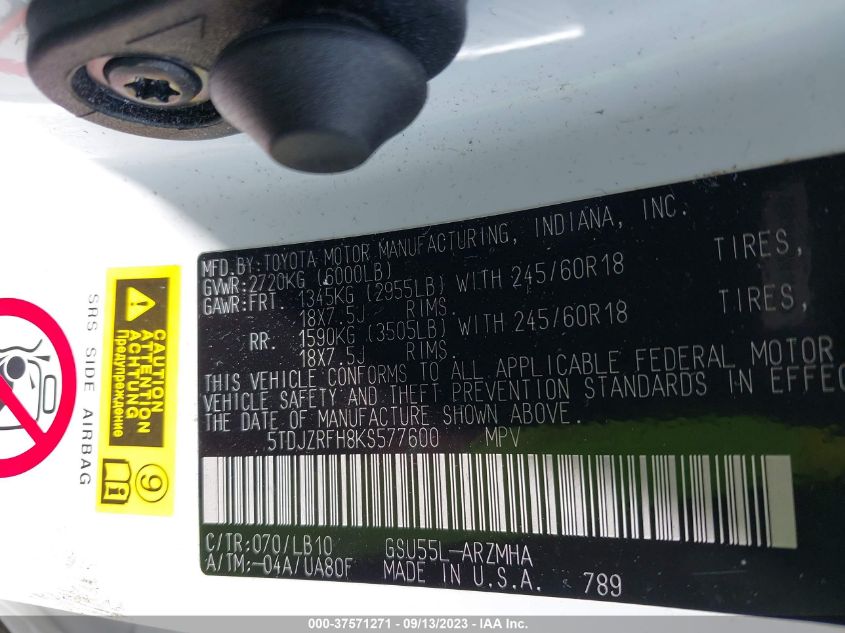 MFD.BY:TOYOTA MOTOR MANUFACTURING, INDIANA, INC.
GVWR:2720KG (6000LB)
GAWR:FRT. 1345KG (2955LB) WITH 245/60R18 TIRES,
18X7.5J RIMS.
RR. 1590KG (3505LB) WITH 245/60R18 TIRES,
18X7.5J RIMS.
THIS VEHICLE CONFORMS TO ALL APPLICABLE FEDERAL MOTOR
VEHICLE SAFETY AND THEFT PREVENTION STANDARDS IN EFFEC
THE DATE OF MANUFACTURE SHOWN ABOVE.
5TDJZRFH8KS577600 MPV
C/TR:070/LB10 GSU55L-ARZMHA
A/TM:-04A/UA80F MADE IN U.S.A. 789
SRS SIDE AIRBAG
CAUTION
ATTENTION
ACHTUNG
Предупреждение
i 9
000-37571271 - 09/13/2023 - IAA Inc.